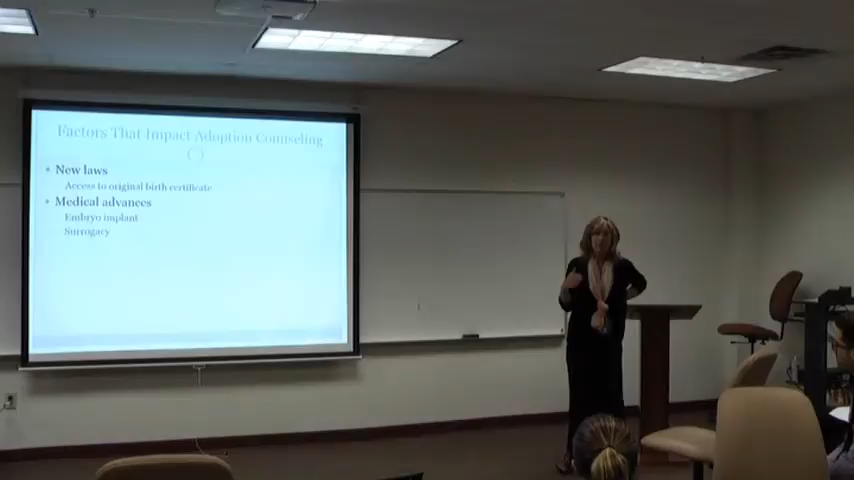 Factors That Impact Adoption Counseling
• New laws
Access to original birth certificate
• Medical advances
Embryo implant
Surrogacy